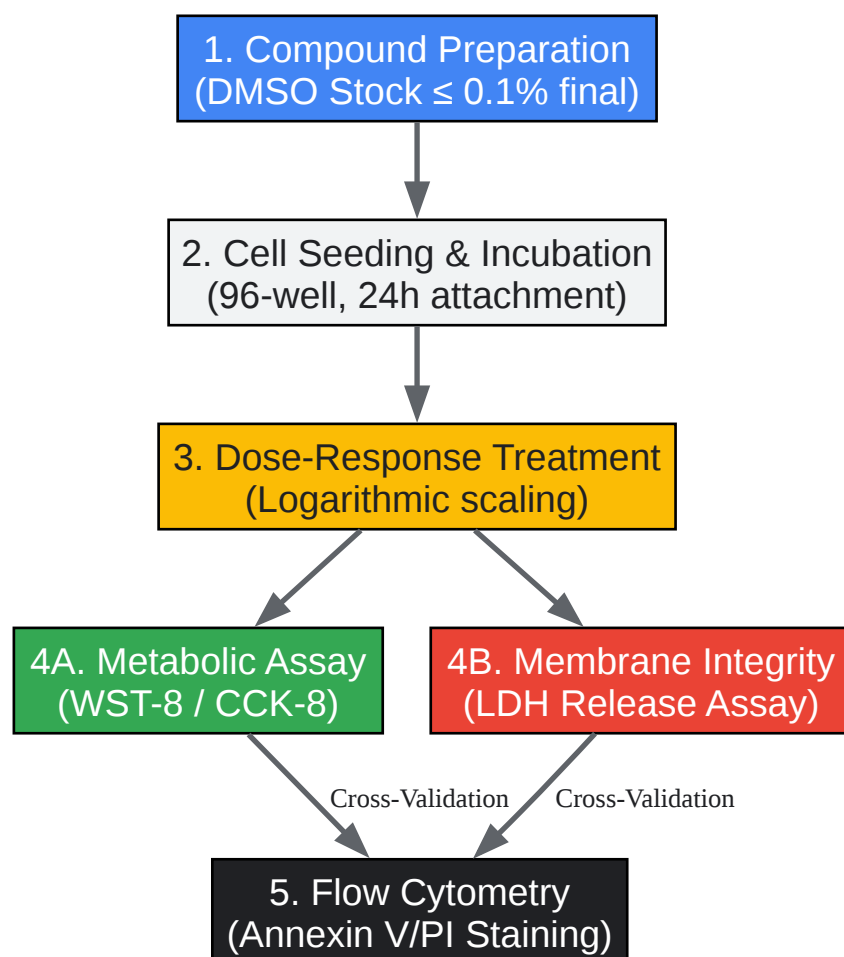 1. Compound Preparation
(DMSO Stock ≤ 0.1% final)
2. Cell Seeding & Incubation
(96-well, 24h attachment)
3. Dose-Response Treatment
(Logarithmic scaling)
4A. Metabolic Assay
(WST-8 / CCK-8)
4B. Membrane Integrity
(LDH Release Assay)
Cross-Validation
Cross-Validation
5. Flow Cytometry
(Annexin V/PI Staining)